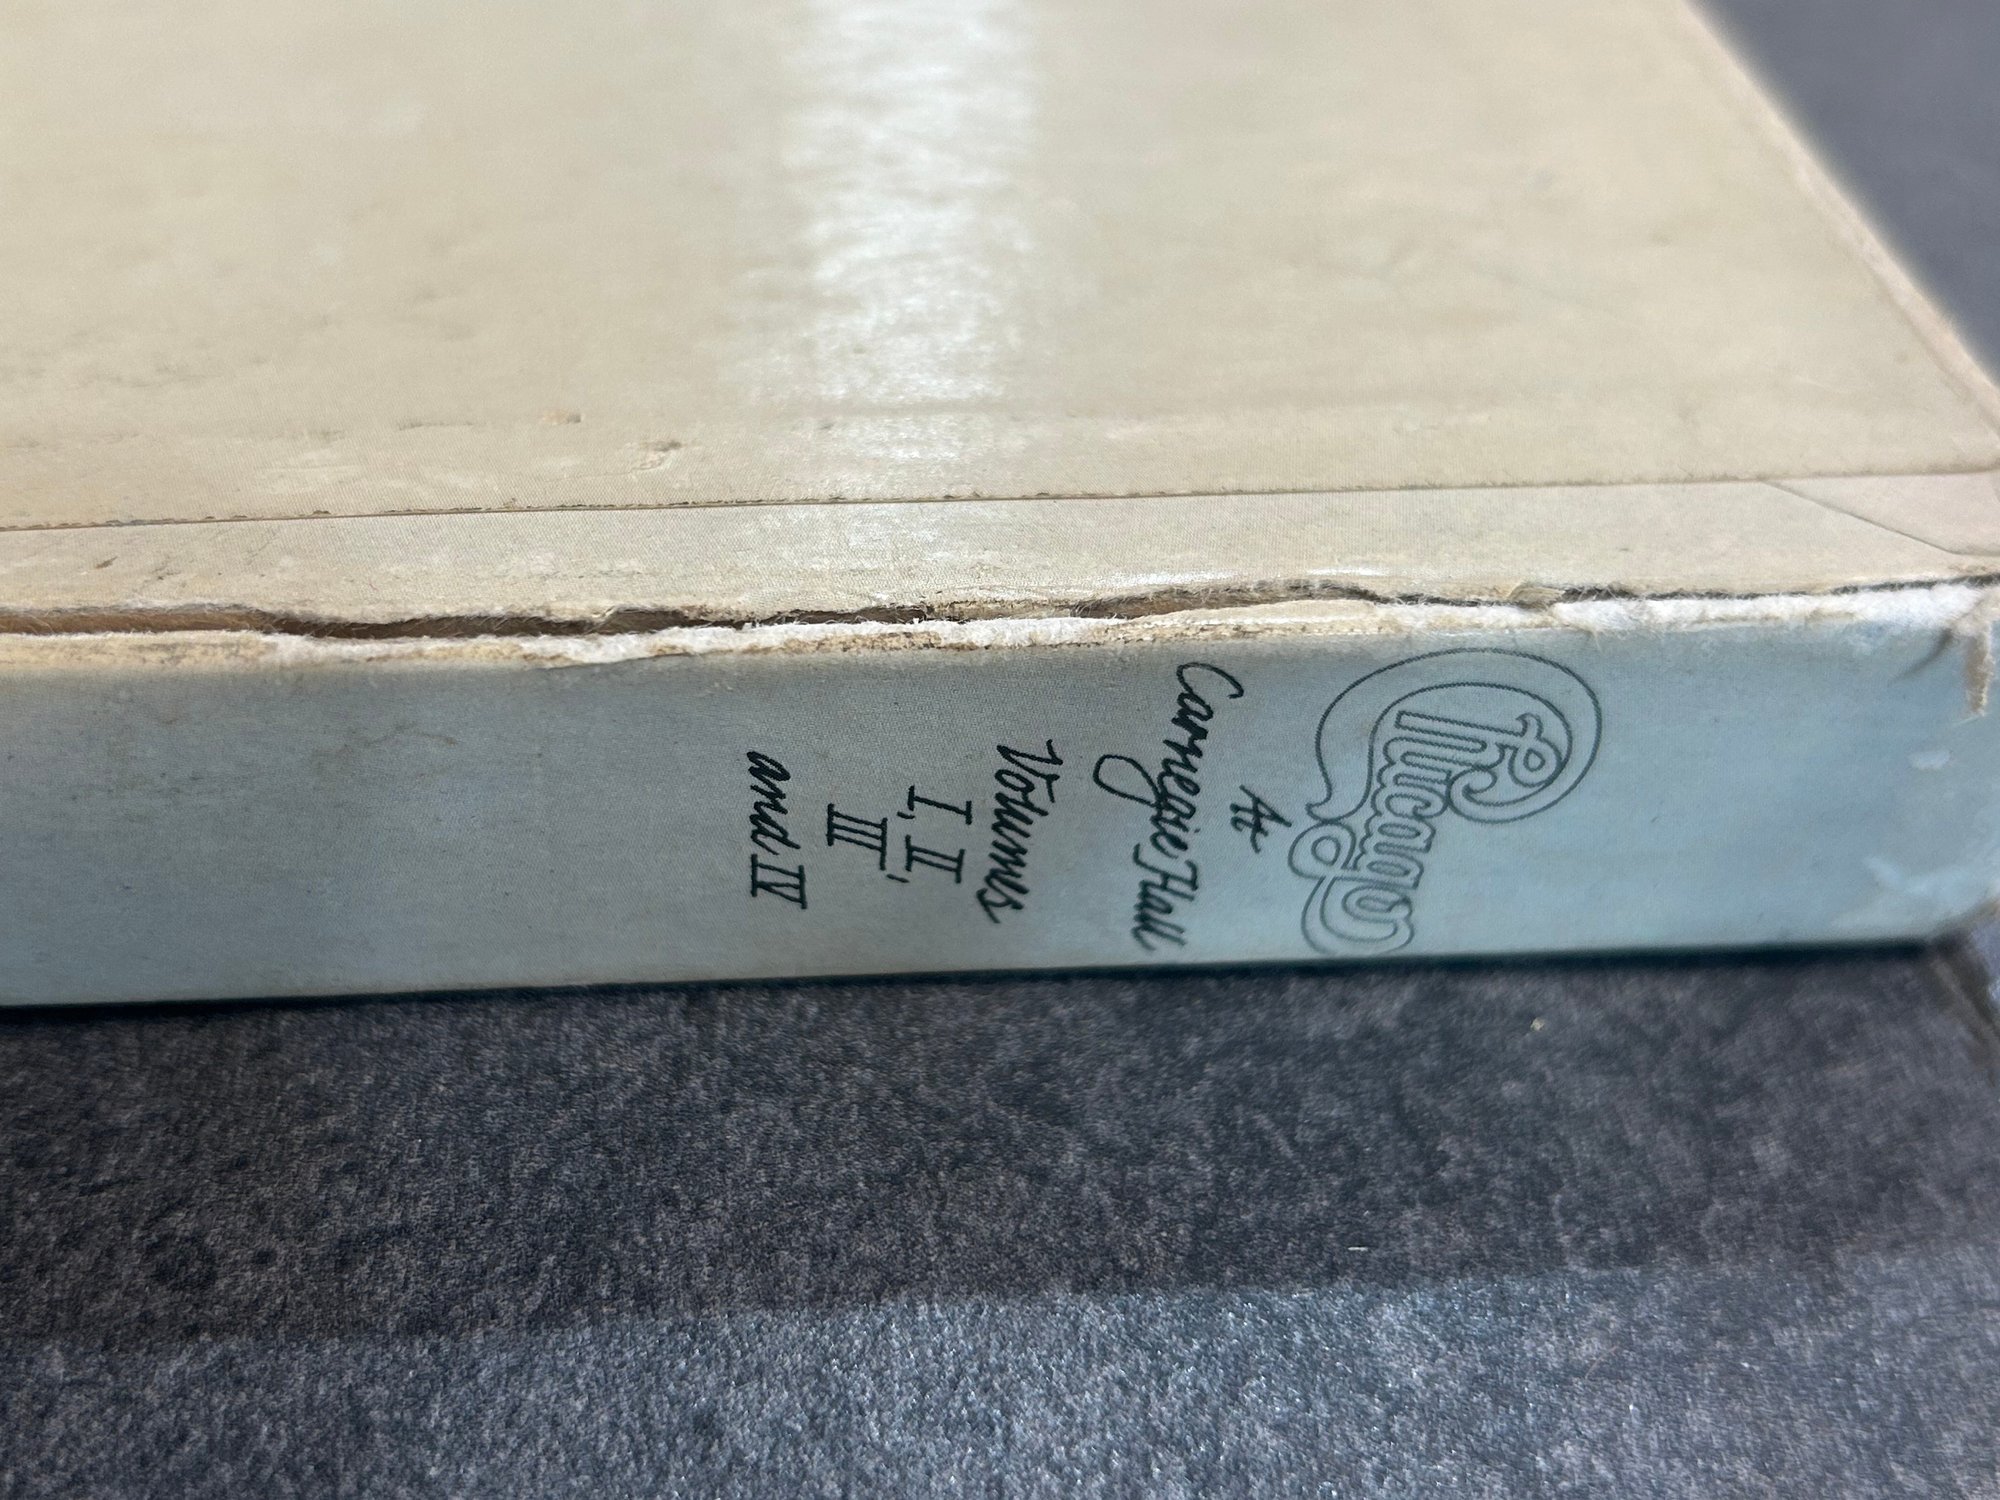 Chicago
At
Carnegie Hall
Volumes
I, II,
III
and IV